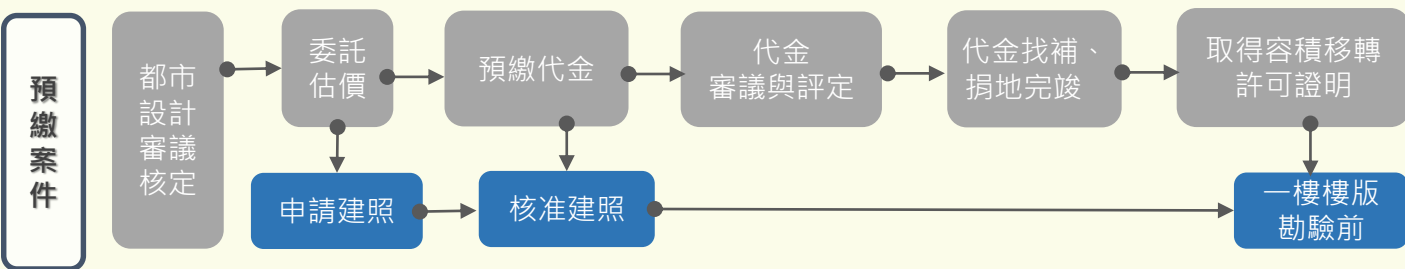 預
繳
案
件
都市
設計
審議
核定
委託
估價
預繳代金
代金
審議與評定
代金找補、
捐地完竣
取得容積移轉
許可證明
申請建照
核准建照
一樓樓版
勘驗前